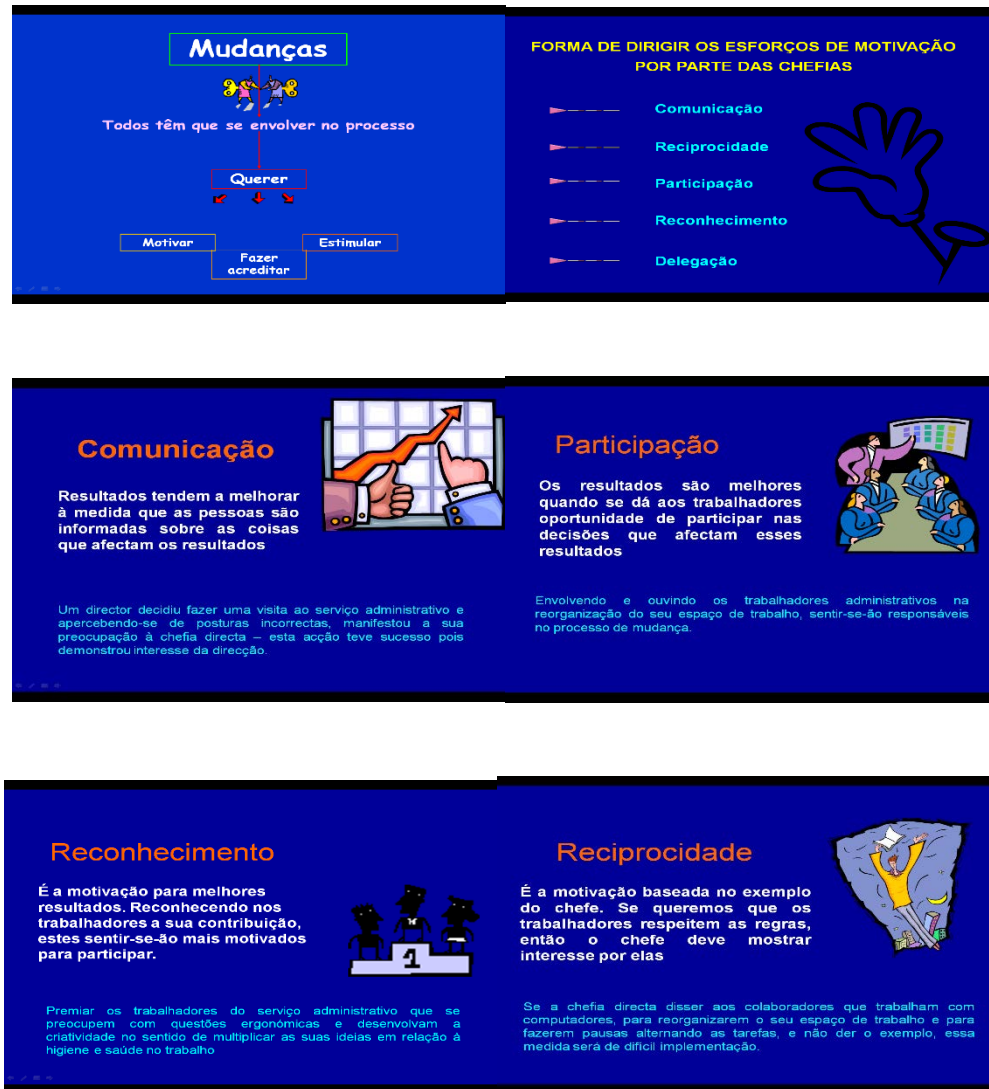 Mudanças
Todos têm que se envolver no processo
Querer
Motivar
Estimular
Fazer
acreditar
FORMA DE DIRIGIR OS ESFORÇOS DE MOTIVAÇÃO
POR PARTE DAS CHEFIAS
Comunicação
Reciprocidade
Participação
Reconhecimento
Delegação
Comunicação
Resultados tendem a melhorar
à medida que as pessoas são
informadas sobre as coisas
que afectam os resultados
Um director decidiu fazer uma visita ao serviço administrativo e
apercebendo-se de posturas incorrectas, manifestou a sua
preocupação à chefia directa – esta acção teve sucesso pois
demonstrou interesse da direcção.
Participação
Os resultados são melhores
quando se dá aos trabalhadores
oportunidade de participar nas
decisões que afectam esses
resultados
Envolvendo e ouvindo os trabalhadores administrativos na
reorganização do seu espaço de trabalho, sentir-se-ão responsáveis
no processo de mudança.
Reconhecimento
É a motivação para melhores
resultados. Reconhecendo nos
trabalhadores a sua contribuição,
estes sentir-se-ão mais motivados
para participar.
1
Premiar os trabalhadores do serviço administrativo que se
preocupem com questões ergonómicas e desenvolvam a
criatividade no sentido de multiplicar as suas ideias em relação à
higiene e saúde no trabalho
Reciprocidade
É a motivação baseada no exemplo
do chefe. Se queremos que os
trabalhadores respeitem as regras,
então o chefe deve mostrar
interesse por elas
Se a chefia directa disser aos colaboradores que trabalham com
computadores, para reorganizarem o seu espaço de trabalho e para
fazerem pausas alternando as tarefas, e não der o exemplo, essa
medida será de difícil implementação.